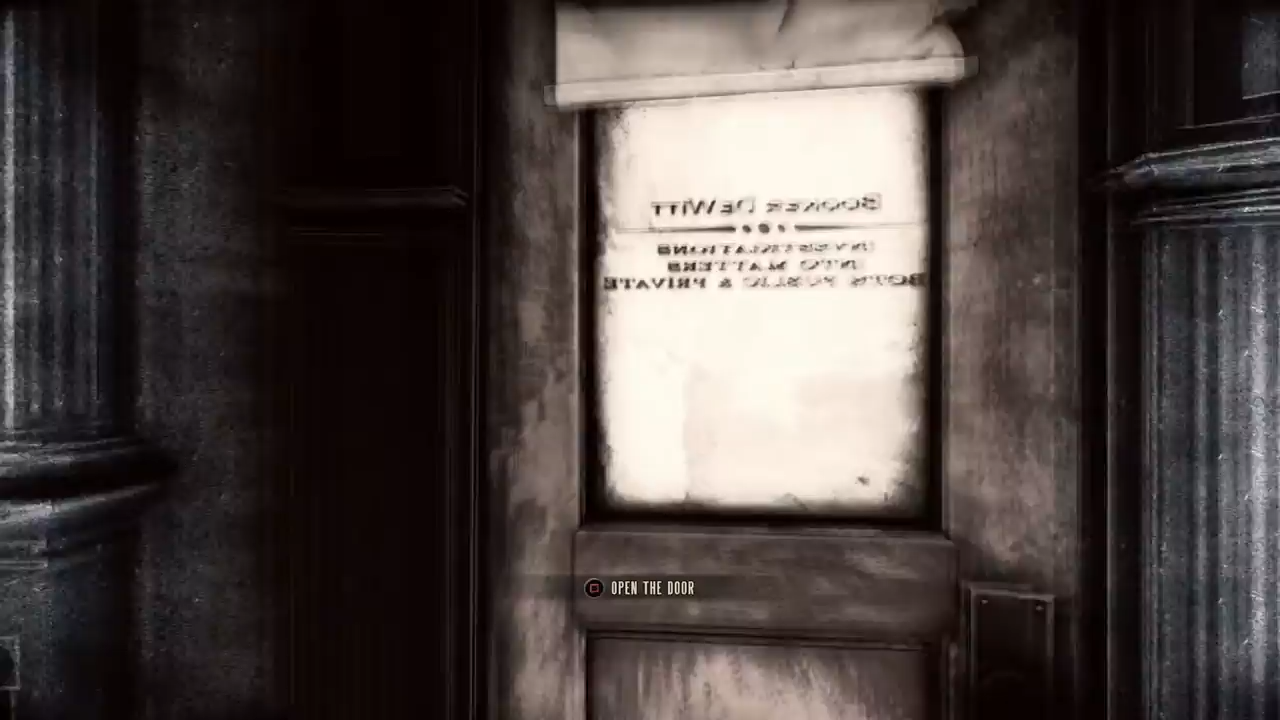 BOOKER DEWITT
INVESTIGATIONS
INTO MATTERS
BOTH PUBLIC & PRIVATE
OPEN THE DOOR